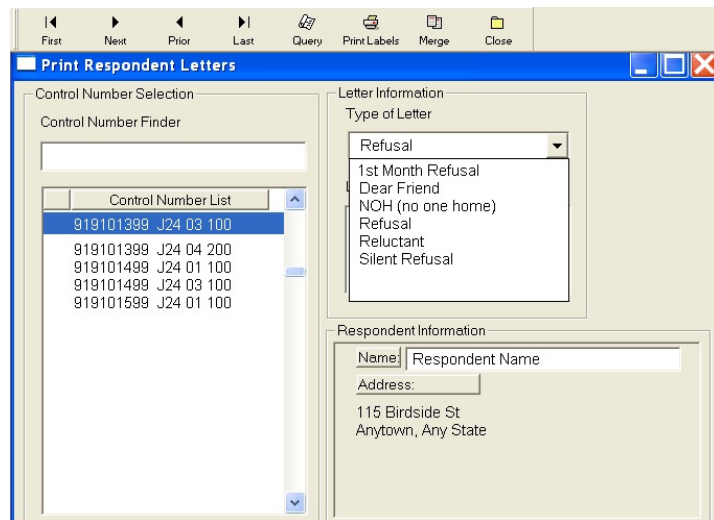 First Next Prior Last Query Print Labels Merge Close
Print Respondent Letters
Control Number Selection
Control Number Finder
Control Number List
919101399 J24 03 100
919101399 J24 04 200
919101499 J24 01 100
919101499 J24 03 100
919101599 J24 01 100
Letter Information
Type of Letter
Refusal
1st Month Refusal
Dear Friend
NOH (no one home)
Refusal
Reluctant
Silent Refusal
Respondent Information
Name: Respondent Name
Address:
115 Birdside St
Anytown, Any State